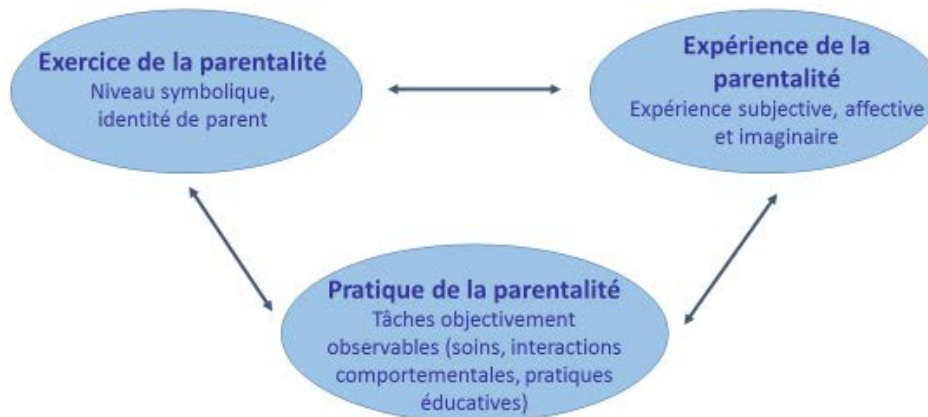 Exercice de la parentalité
Niveau symbolique,
identité de parent
Expérience de la
parentalité
Expérience subjective, affective
et imaginaire
Pratique de la parentalité
Tâches objectivement
observables (soins, interactions
comportementales, pratiques
éducatives)